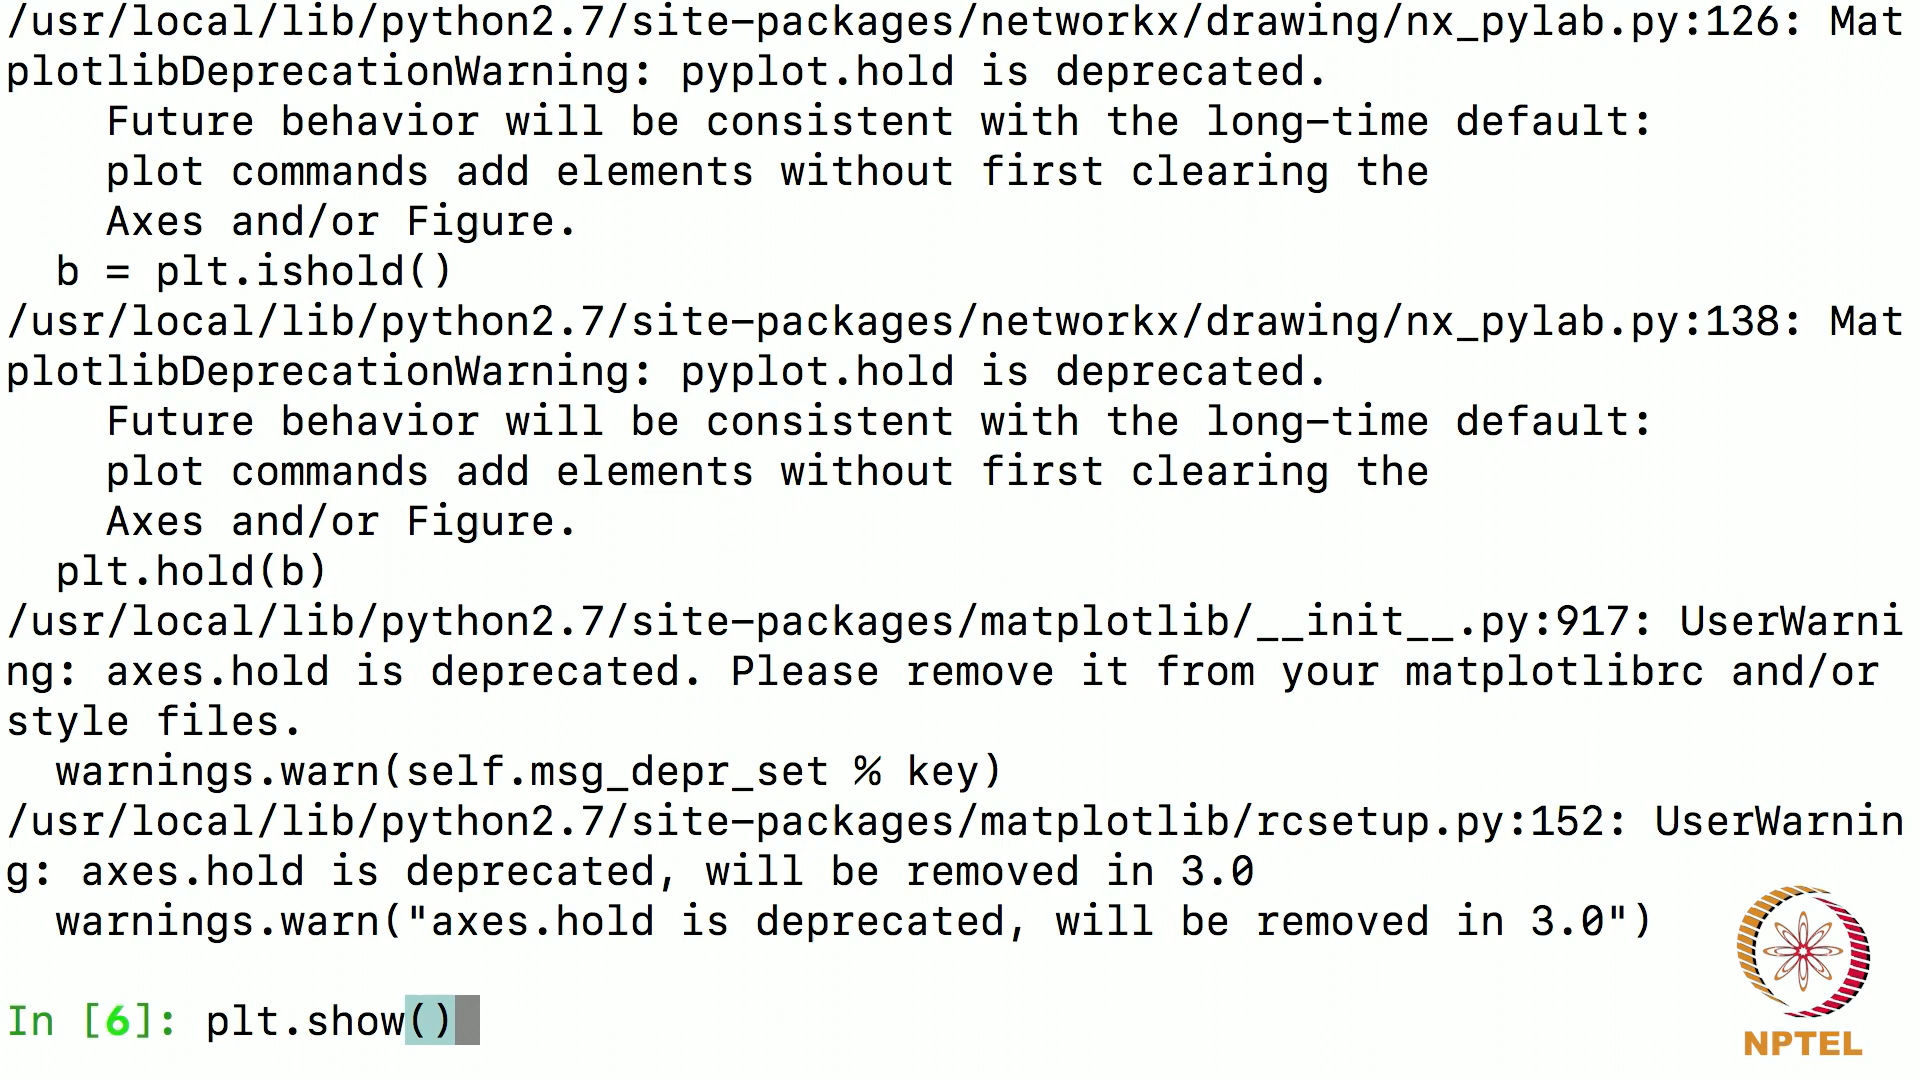 /usr/local/lib/python2.7/site-packages/networkx/drawing/nx_pylab.py:126: Mat
plotlibDeprecationWarning: pyplot.hold is deprecated.
    Future behavior will be consistent with the long-time default:
    plot commands add elements without first clearing the
    Axes and/or Figure.
  b = plt.ishold()
/usr/local/lib/python2.7/site-packages/networkx/drawing/nx_pylab.py:138: Mat
plotlibDeprecationWarning: pyplot.hold is deprecated.
    Future behavior will be consistent with the long-time default:
    plot commands add elements without first clearing the
    Axes and/or Figure.
  plt.hold(b)
/usr/local/lib/python2.7/site-packages/matplotlib/__init__.py:917: UserWarni
ng: axes.hold is deprecated. Please remove it from your matplotlibrc and/or
style files.
  warnings.warn(self.msg_depr_set % key)
/usr/local/lib/python2.7/site-packages/matplotlib/rcsetup.py:152: UserWarnin
g: axes.hold is deprecated, will be removed in 3.0
  warnings.warn("axes.hold is deprecated, will be removed in 3.0")
In [6]: plt.show()
NPTEL